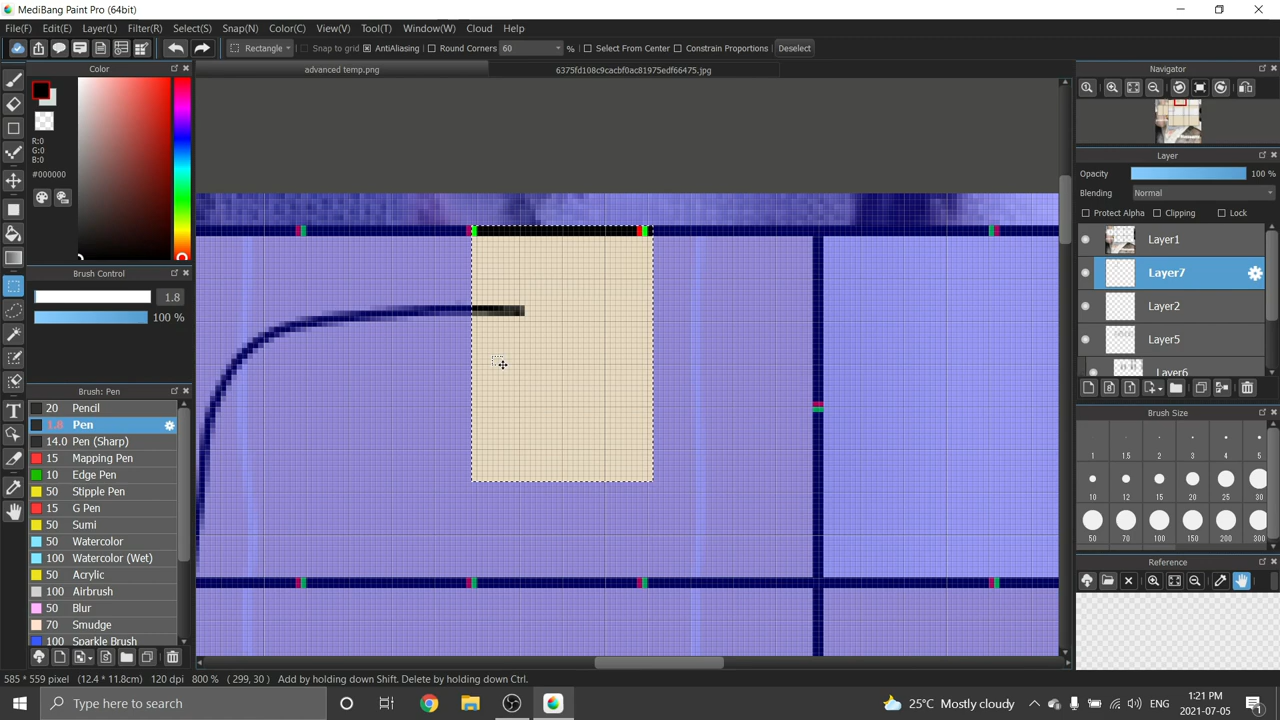 MediBang Paint Pro (64bit)
File(F) Edit(E) Layer(L) Filter(R) Select(S) Snap(N) Color(C) View(V) Tool(T) Window(W) Cloud Help
Rectangle Snap to grid AntiAliasing Round Corners 60 % Select From Center Constrain Proportions Deselect
Color
advanced temp.png
6375fd108c9cacbf0ac81975edf66475.jpg
Navigator
R:0
G:0
B:0
#000000
Layer
Opacity 100 %
Blending Normal
Protect Alpha Clipping Lock
Layer1
Layer7
Layer2
Layer5
Layer6
Brush Control
1.8
100 %
Brush: Pen
20 Pencil
1.8 Pen
14.0 Pen (Sharp)
15 Mapping Pen
10 Edge Pen
50 Stipple Pen
15 G Pen
50 Sumi
50 Watercolor
100 Watercolor (Wet)
50 Acrylic
100 Airbrush
50 Blur
70 Smudge
100 Sparkle Brush
Brush Size
1 1.5 2 3 4 5
10 12 15 20 25 30
50 70 100 150 200 300
Reference
585 * 559 pixel (12.4 * 11.8cm) 120 dpi 800 % ( 299, 30 ) Add by holding down Shift. Delete by holding down Ctrl.
Type here to search
25°C Mostly cloudy
ENG
1:21 PM
2021-07-05
1